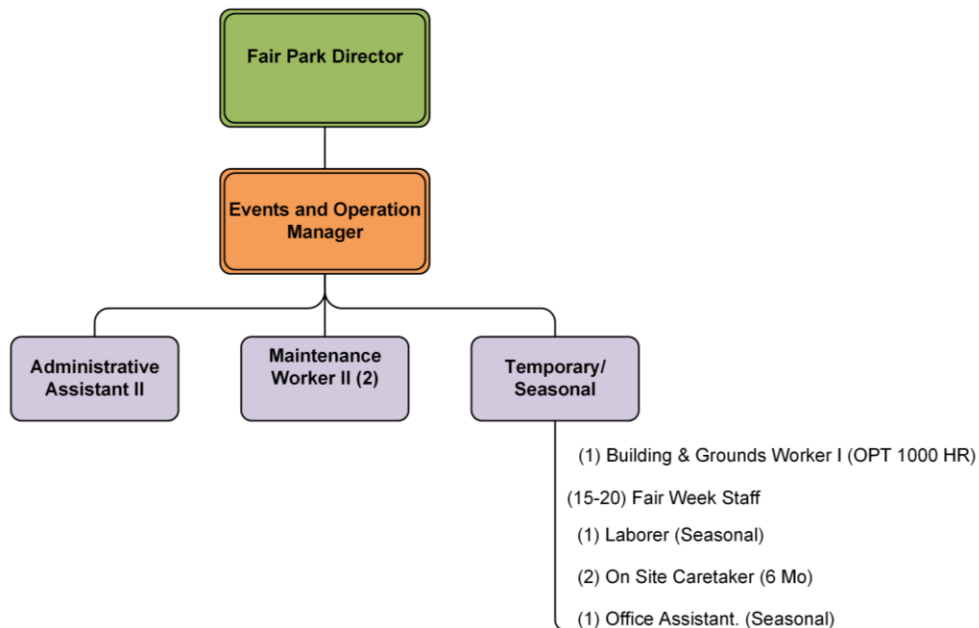 Fair Park Director
Events and Operation
Manager
Administrative
Assistant II
Maintenance
Worker II (2)
Temporary/
Seasonal
(1) Building & Grounds Worker I (OPT 1000 HR)
(15-20) Fair Week Staff
(1) Laborer (Seasonal)
(2) On Site Caretaker (6 Mo)
(1) Office Assistant. (Seasonal)